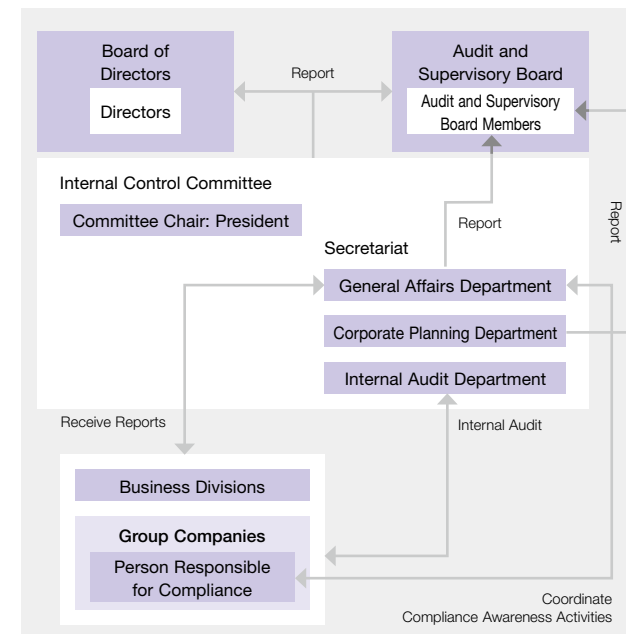 Board of
Directors
Directors
Report
Audit and
Supervisory Board
Audit and Supervisory
Board Members
Internal Control Committee
Committee Chair: President
Report
Report
Secretariat
General Affairs Department
Corporate Planning Department
Internal Audit Department
Receive Reports
Internal Audit
Business Divisions
Group Companies
Person Responsible
for Compliance
Coordinate
Compliance Awareness Activities